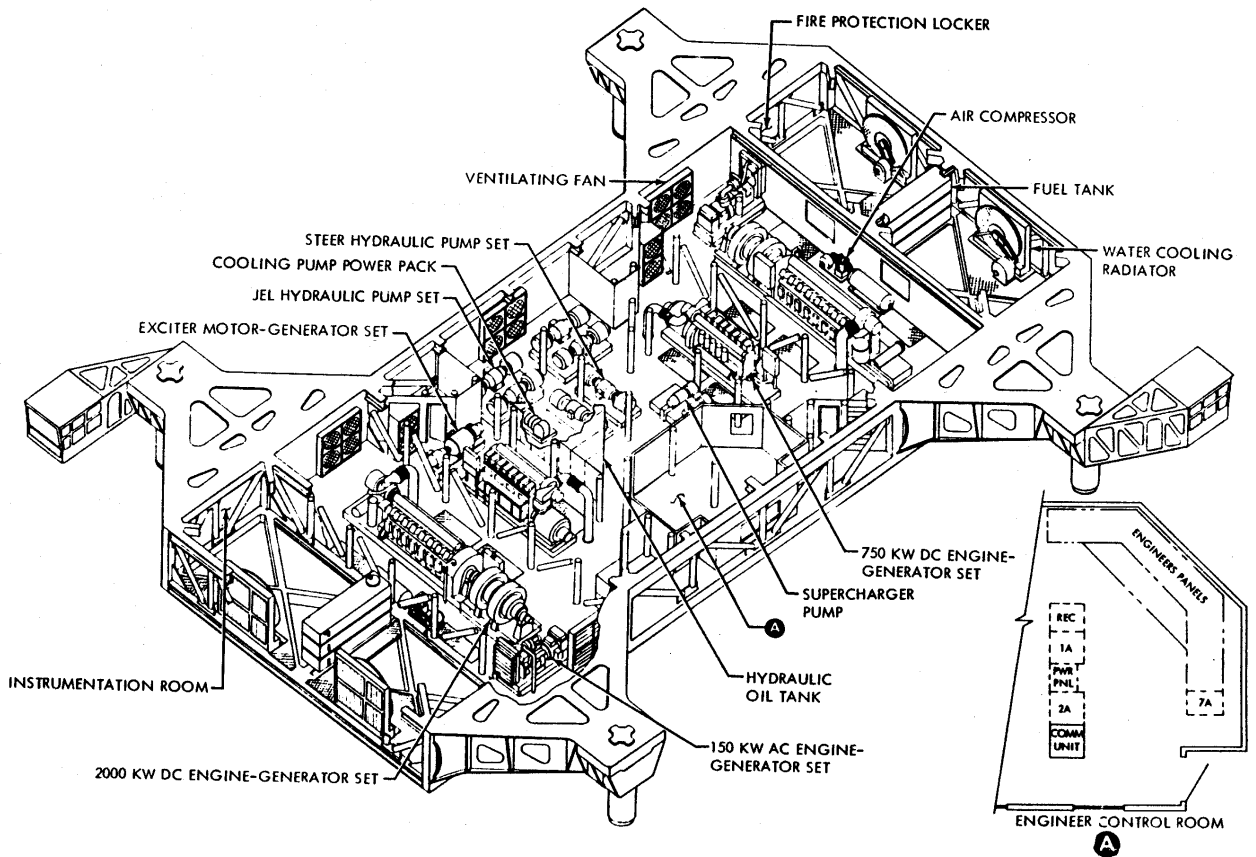 FIRE PROTECTION LOCKER
AIR COMPRESSOR
VENTILATING FAN
FUEL TANK
STEER HYDRAULIC PUMP SET
COOLING PUMP POWER PACK
WATER COOLING
RADIATOR
JEL HYDRAULIC PUMP SET
EXCITER MOTOR-GENERATOR SET
750 KW DC ENGINE-
GENERATOR SET
SUPERCHARGER
PUMP
A
HYDRAULIC
OIL TANK
INSTRUMENTATION ROOM
150 KW AC ENGINE-
GENERATOR SET
2000 KW DC ENGINE-GENERATOR SET
ENGINEERS PANELS
REC
1A
PWR
PNL
2A
7A
COMM
UNIT
ENGINEER CONTROL ROOM
A